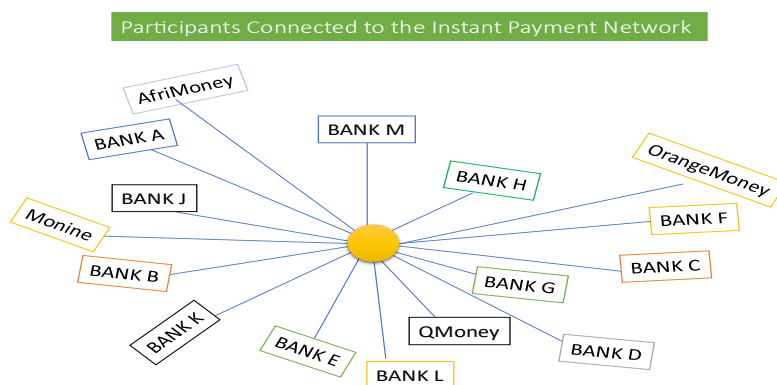 Participants Connected to the Instant Payment Network
AfriMoney
BANK A
BANK M
OrangeMoney
BANK H
BANK J
Monine
BANK F
BANK B
BANK C
BANK G
BANK K
QMoney
BANK E
BANK D
BANK L